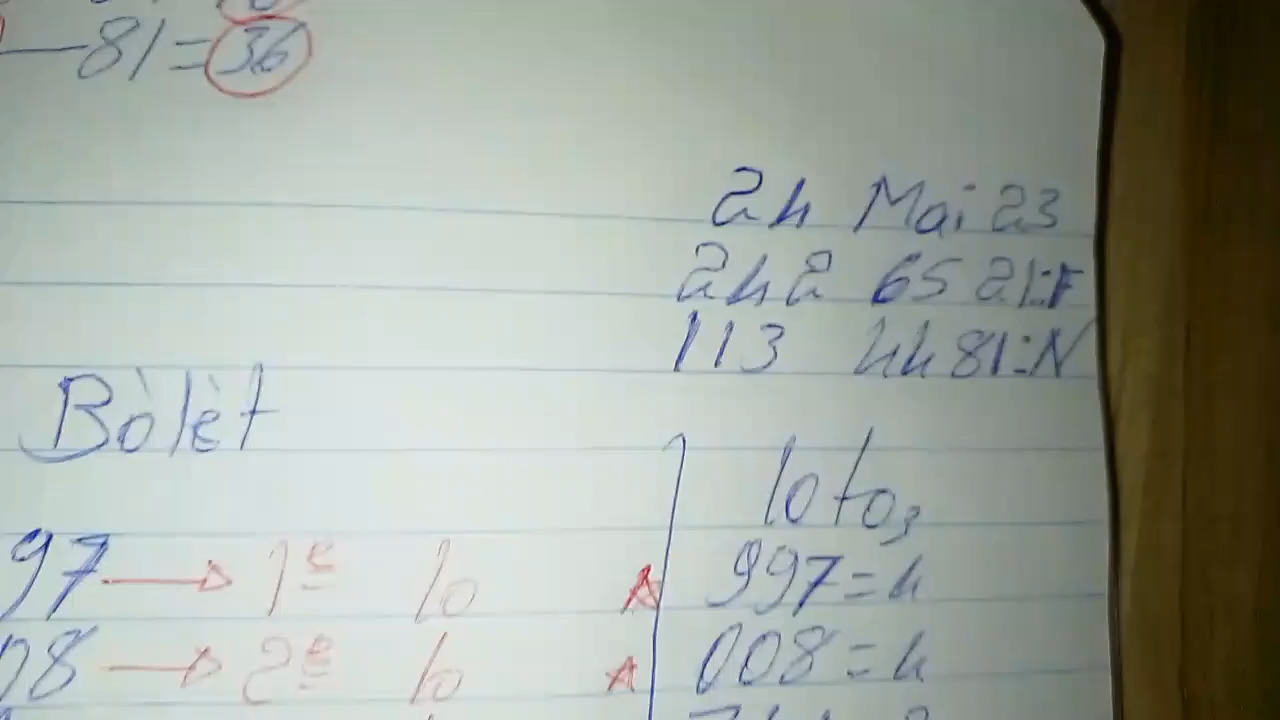 —81=36
24 Mai 23
242 65 21:F
113 44 81:N
Bòlèt
loto3
97 → 1e lo
A 997=4
08 → 2e lo
A 008=4